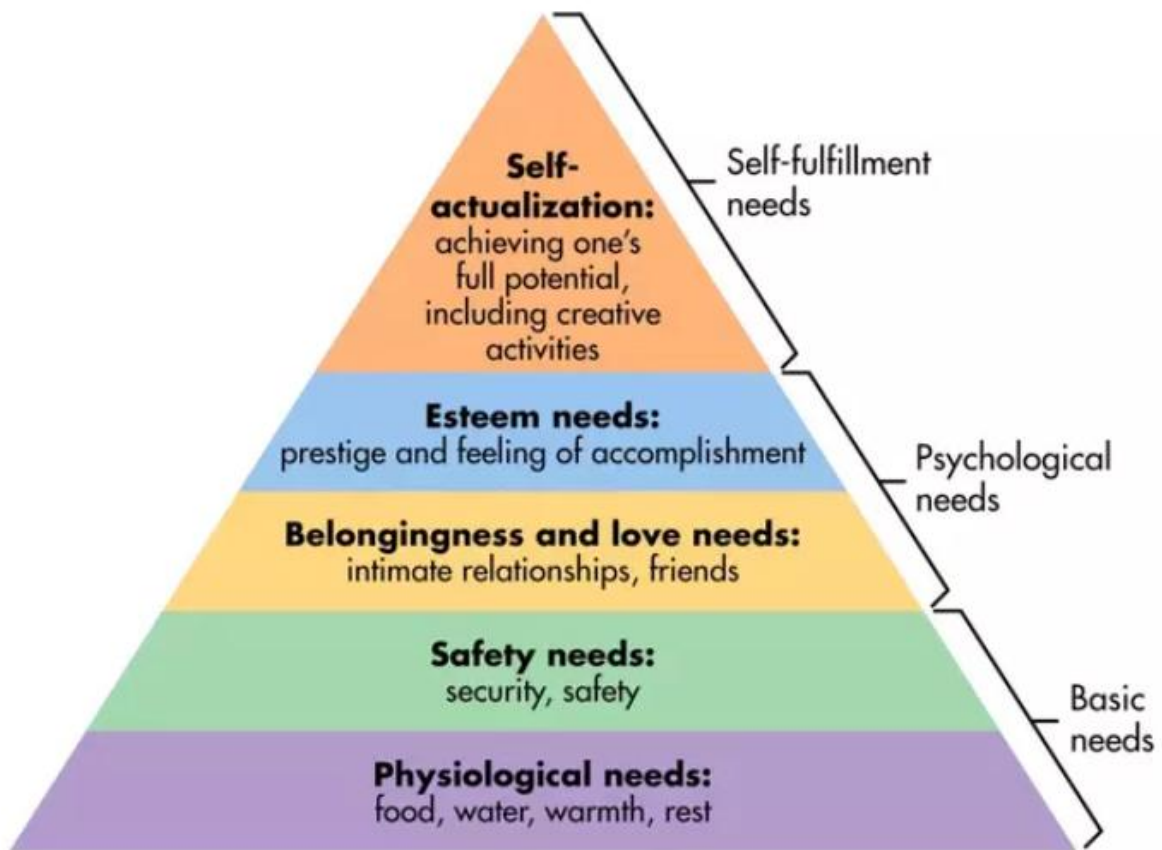 Self-
actualization:
achieving one's
full potential,
including creative
activities
Self-fulfillment
needs
Esteem needs:
prestige and feeling of accomplishment
Belongingness and love needs:
intimate relationships, friends
Psychological
needs
Safety needs:
security, safety
Physiological needs:
food, water, warmth, rest
Basic
needs